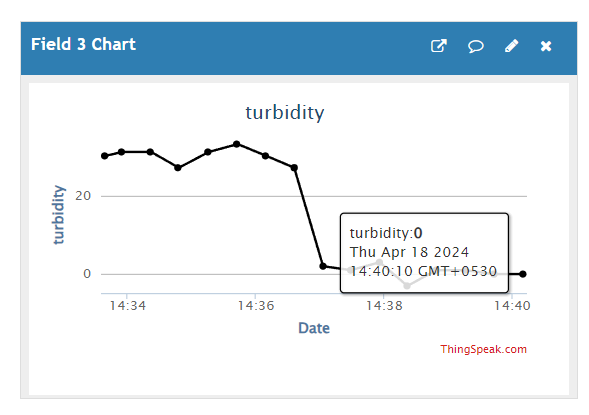 Field 3 Chart
turbidity
turbidity
20
0
turbidity:0
Thu Apr 18 2024
14:40:10 GMT+0530
14:34
14:36
14:38
14:40
Date
ThingSpeak.com